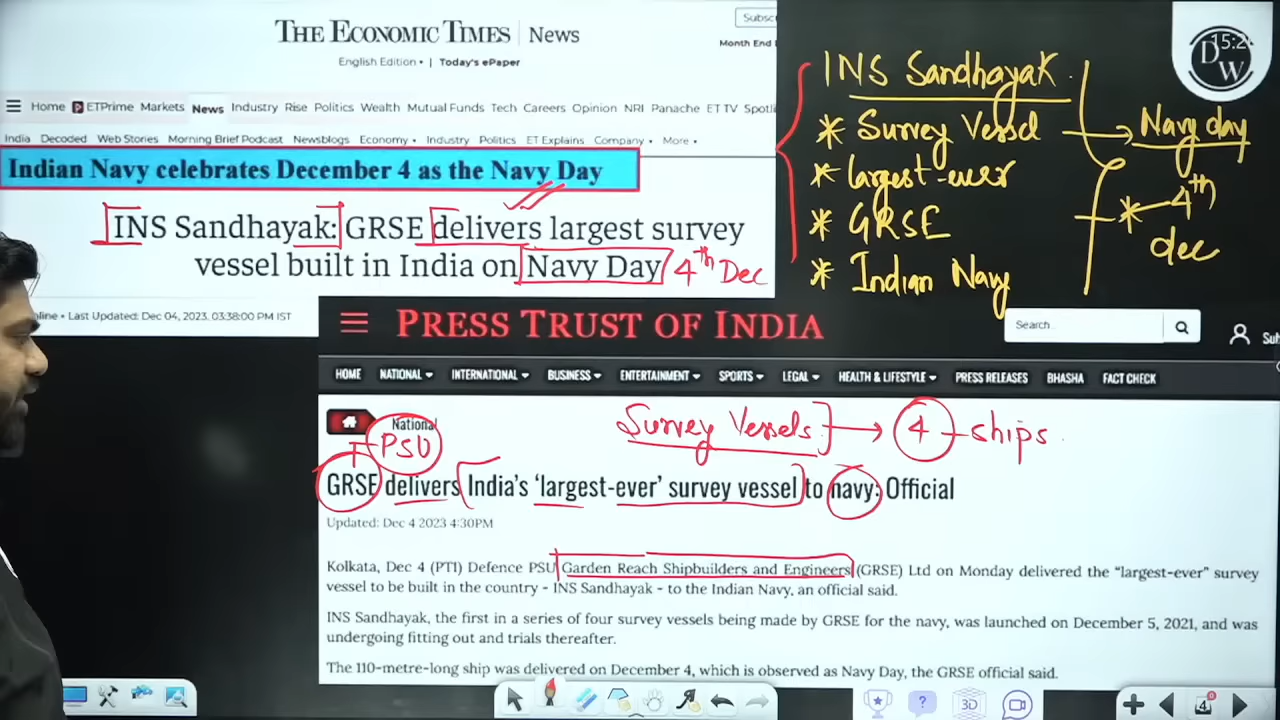 THE ECONOMIC TIMES | News
English Edition • | Today's ePaper
Subsc
Month End
Home ETPrime Markets News Industry Rise Politics Wealth Mutual Funds Tech Careers Opinion NRI Panache ET TV Spotli
India Decoded Web Stories Morning Brief Podcast Newsblogs Economy Industry Politics ET Explains Company More
Indian Navy celebrates December 4 as the Navy Day
INS Sandhayak: GRSE delivers largest survey
vessel built in India on Navy Day 4th Dec
nline • Last Updated: Dec 04, 2023, 03:38:00 PM IST
INS Sandhayak
* Survey Vessel → Navy day
* largest-ever
* GRSE
* Indian Navy
* 4th
dec
15:2
D
W
PRESS TRUST OF INDIA
Search...
Sub
HOME NATIONAL INTERNATIONAL BUSINESS ENTERTAINMENT SPORTS LEGAL HEALTH & LIFESTYLE PRESS RELEASES BHASHA FACT CHECK
National
PSU
Survey Vessels → 4 ships
GRSE delivers India's 'largest-ever' survey vessel to navy: Official
Updated: Dec 4 2023 4:30PM
Kolkata, Dec 4 (PTI) Defence PSU Garden Reach Shipbuilders and Engineers (GRSE) Ltd on Monday delivered the "largest-ever" survey
vessel to be built in the country - INS Sandhayak - to the Indian Navy, an official said.
INS Sandhayak, the first in a series of four survey vessels being made by GRSE for the navy, was launched on December 5, 2021, and was
undergoing fitting out and trials thereafter.
The 110-metre-long ship was delivered on December 4, which is observed as Navy Day, the GRSE official said.
3D
4